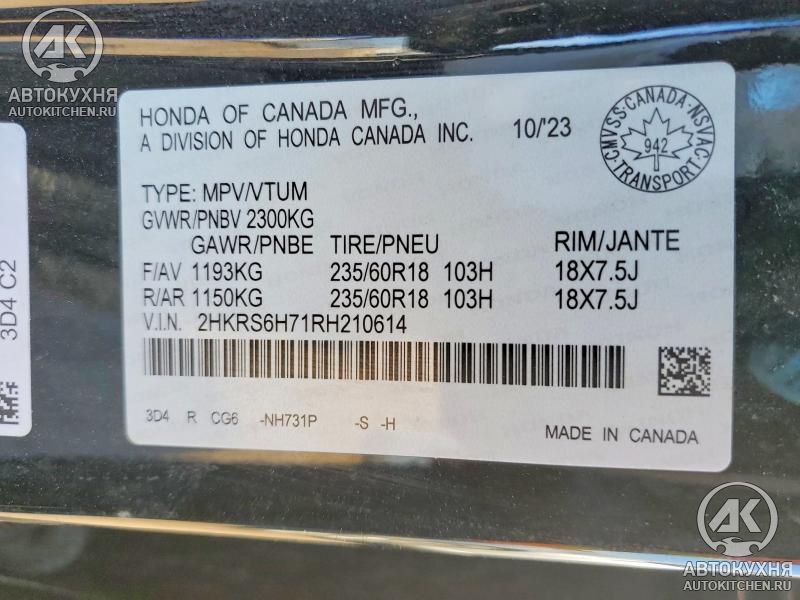 АВТОКУХНЯ
AUTOKITCHEN.RU
HONDA OF CANADA MFG.,
A DIVISION OF HONDA CANADA INC. 10/'23
CMVSS·CANADA·NSVAC·TRANSPORT·
942
TYPE: MPV/VTUM
GVWR/PNBV 2300KG
GAWR/PNBE TIRE/PNEU RIM/JANTE
F/AV 1193KG 235/60R18 103H 18X7.5J
R/AR 1150KG 235/60R18 103H 18X7.5J
V.I.N. 2HKRS6H71RH210614
3D4 R CG6 -NH731P -S -H
MADE IN CANADA
3D4 C2
АВТОКУХНЯ
AUTOKITCHEN.RU